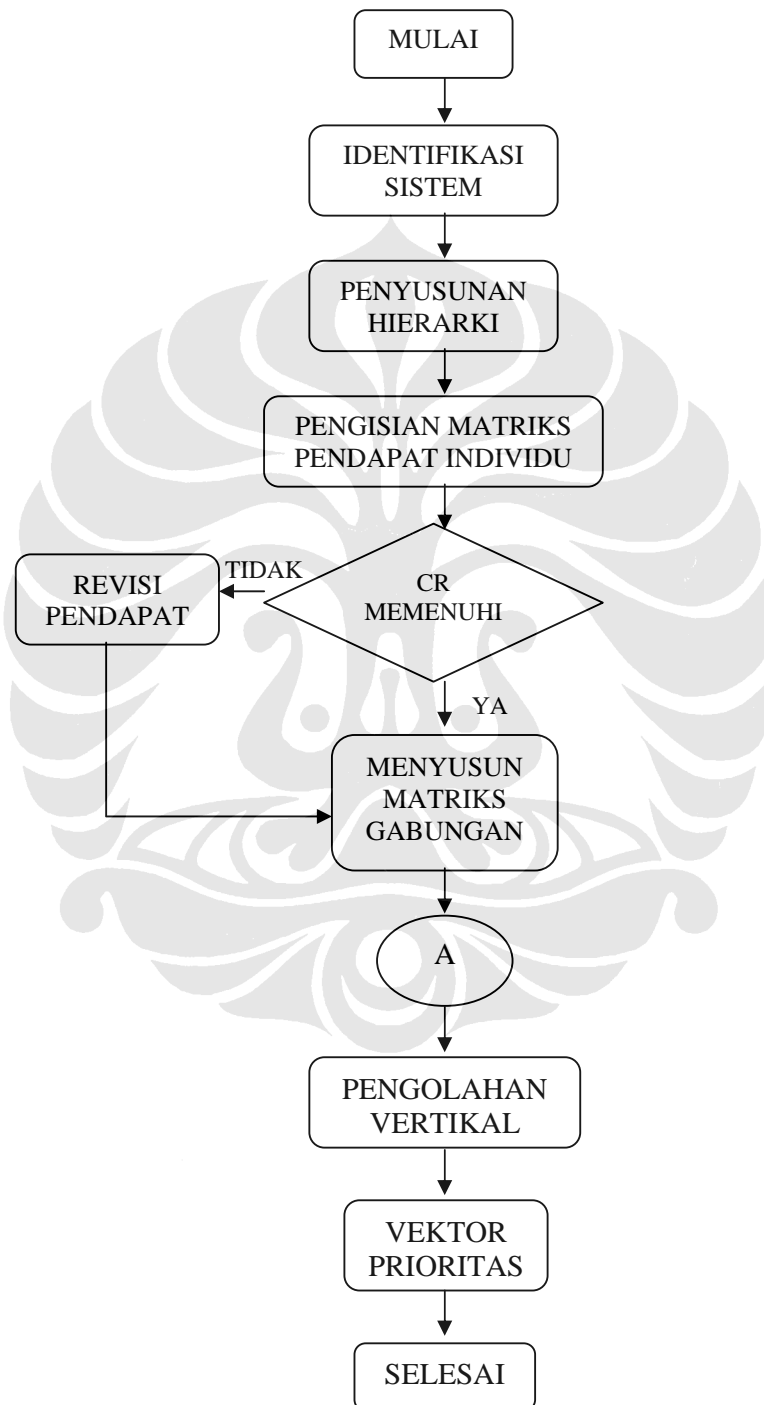 MULAI
IDENTIFIKASI
SISTEM
PENYUSUNAN
HIERARKI
PENGISIAN MATRIKS
PENDAPAT INDIVIDU
CR
MEMENUHI
TIDAK
REVISI
PENDAPAT
YA
MENYUSUN
MATRIKS
GABUNGAN
A
PENGOLAHAN
VERTIKAL
VEKTOR
PRIORITAS
SELESAI